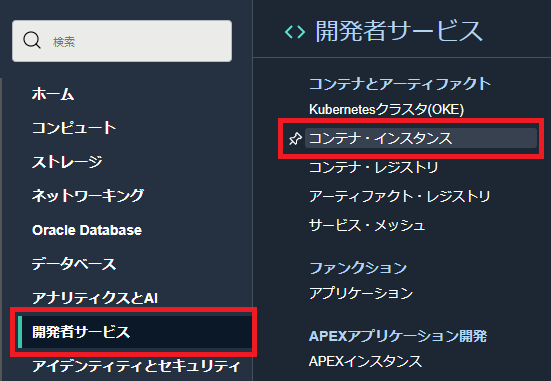 検索
ホーム
コンピュート
ストレージ
ネットワーキング
Oracle Database
データベース
アナリティクスとAI
開発者サービス
アイデンティティとセキュリティ
開発者サービス
コンテナとアーティファクト
Kubernetesクラスタ(OKE)
コンテナ・インスタンス
コンテナ・レジストリ
アーティファクト・レジストリ
サービス・メッシュ
ファンクション
アプリケーション
APEXアプリケーション開発
APEXインスタンス